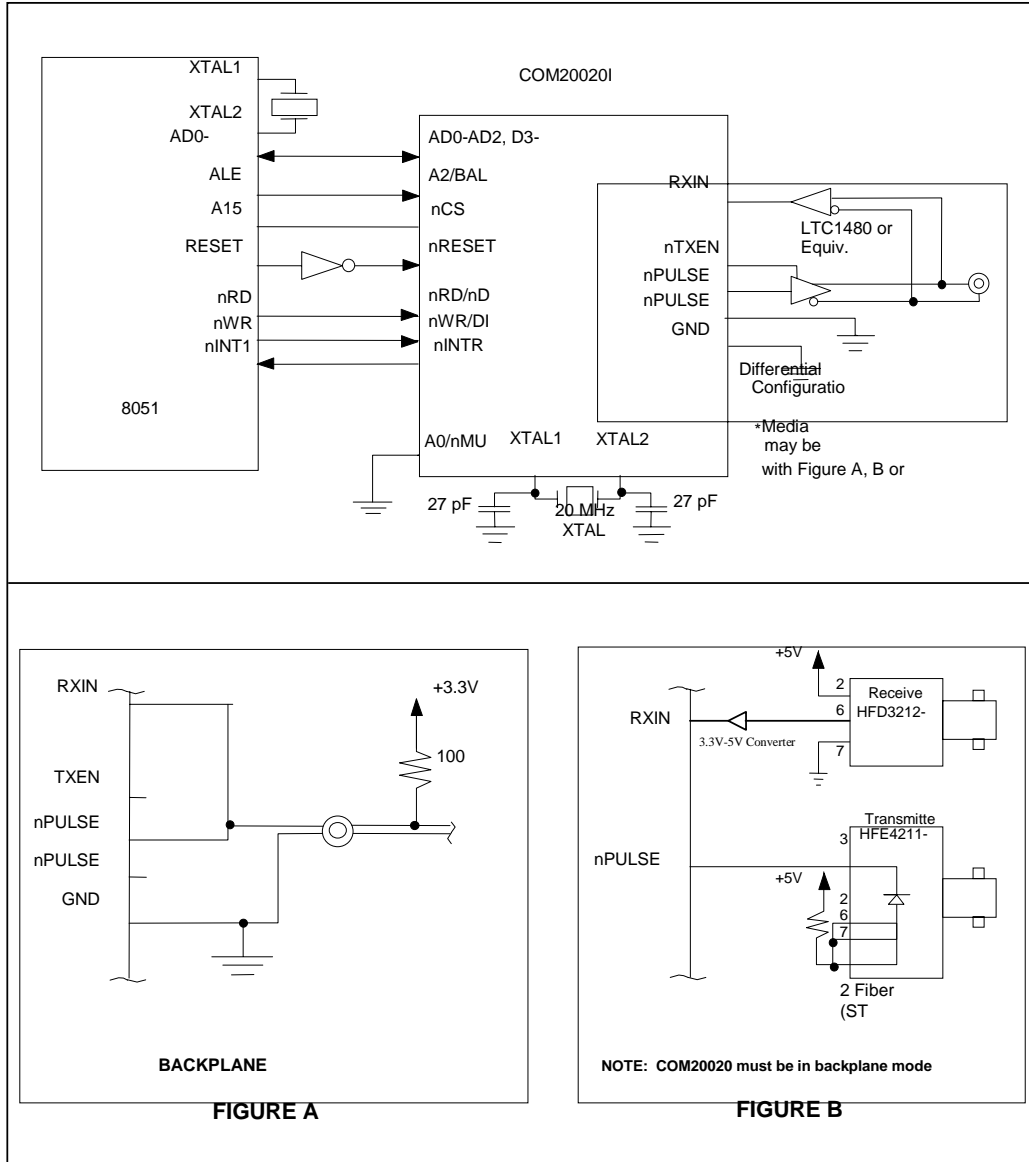 COM20020I
XTAL1
XTAL2
AD0-
ALE
A15
RESET
nRD
nWR
nINT1
8051
AD0-AD2, D3-
A2/BAL
nCS
nRESET
nRD/nD
nWR/DI
nINTR
A0/nMU
XTAL1
XTAL2
RXIN
nTXEN
nPULSE
nPULSE
GND
LTC1480 or
Equiv.
Differential
Configuratio
*Media
may be
with Figure A, B or
27 pF
20 MHz
XTAL
27 pF
RXIN
TXEN
nPULSE
nPULSE
GND
+3.3V
100
BACKPLANE
FIGURE A
+5V
2
6
7
Receive
HFD3212-
RXIN
3.3V-5V Converter
nPULSE
Transmitte
HFE4211-
3
+5V
2
6
7
2 Fiber
(ST
NOTE: COM20020 must be in backplane mode
FIGURE B